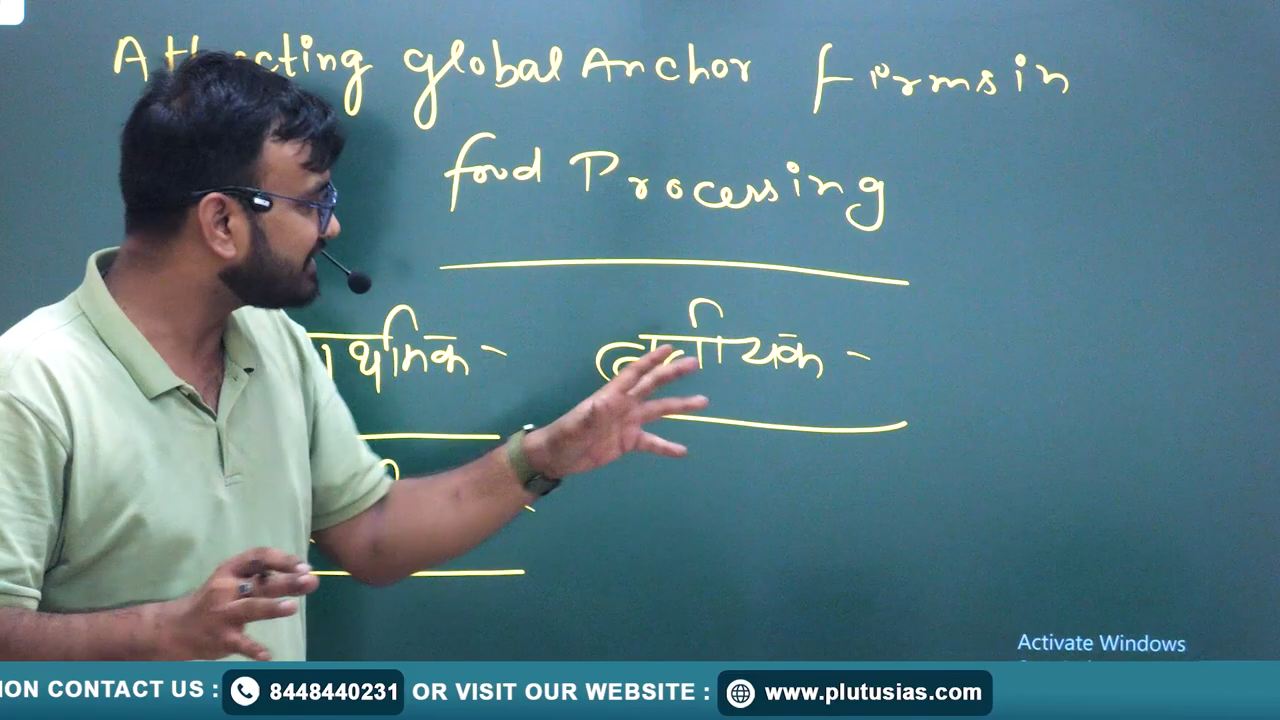 global Anchor Firms in
food Processing
Activate Windows
ION CONTACT US : 8448440231 OR VISIT OUR WEBSITE : www.plutusias.com